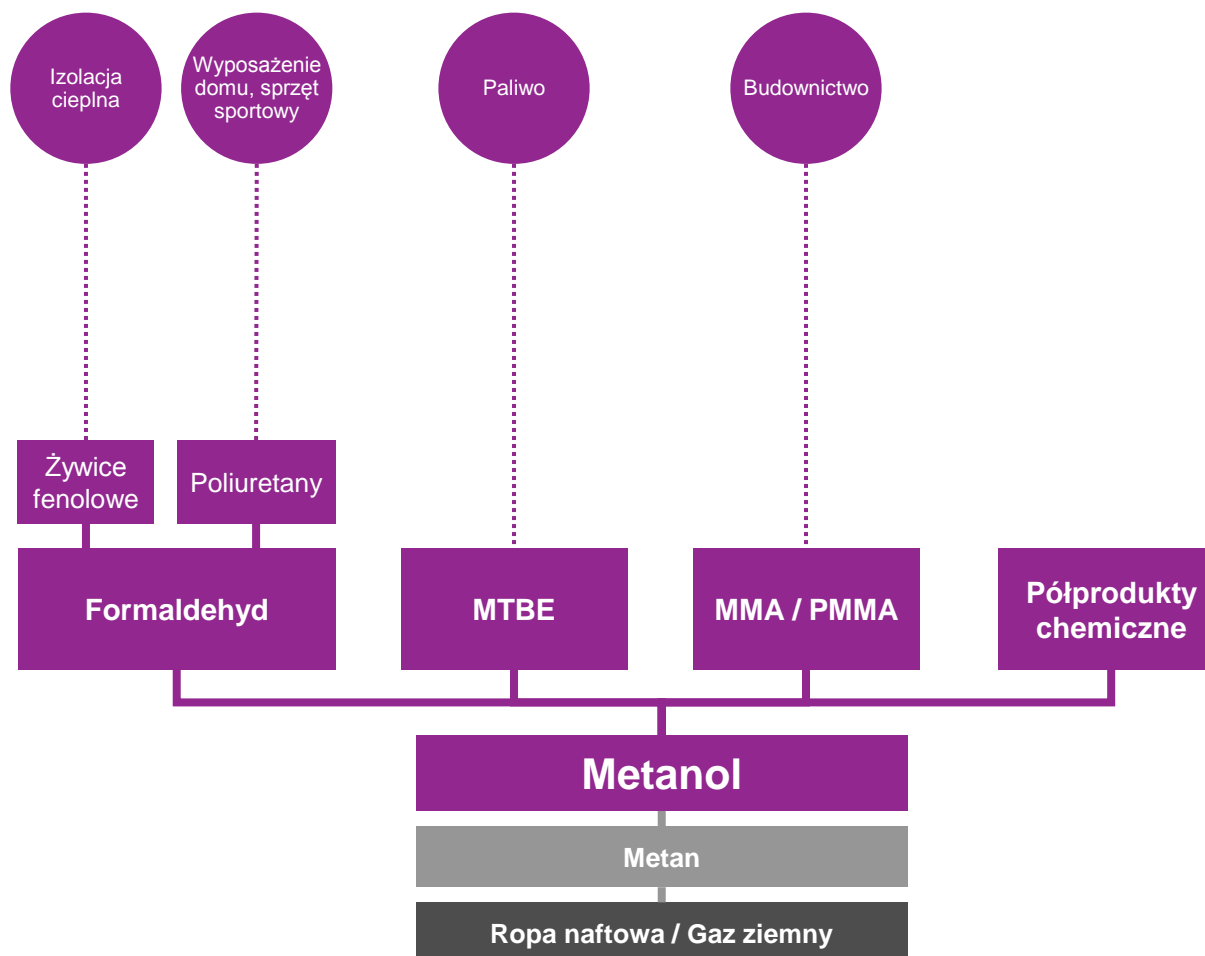 Izolacja
cieplna
Wyposażenie
domu, sprzęt
sportowy
Paliwo
Budownictwo
Żywice
fenolowe
Poliuretany
Formaldehyd
MTBE
MMA / PMMA
Półprodukty
chemiczne
Metanol
Metan
Ropa naftowa / Gaz ziemny